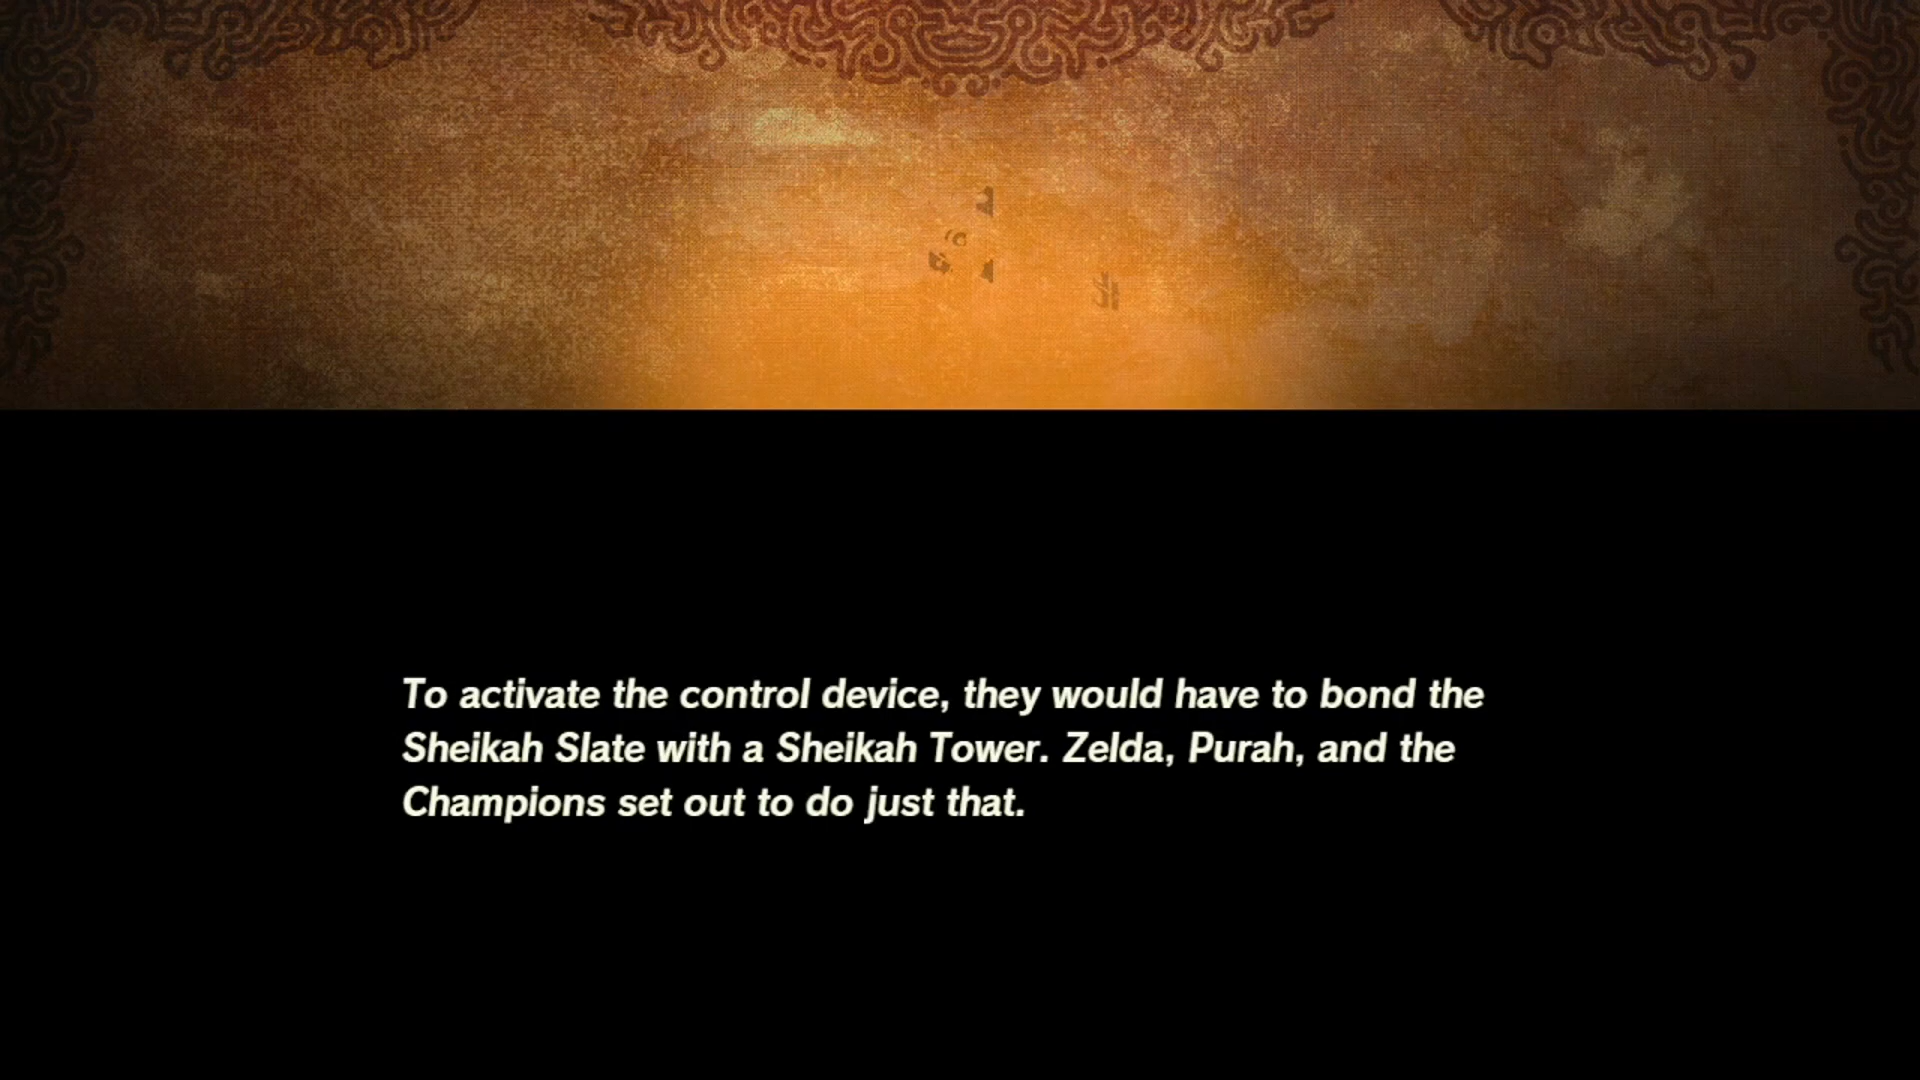 To activate the control device, they would have to bond the
Sheikah Slate with a Sheikah Tower. Zelda, Purah, and the
Champions set out to do just that.